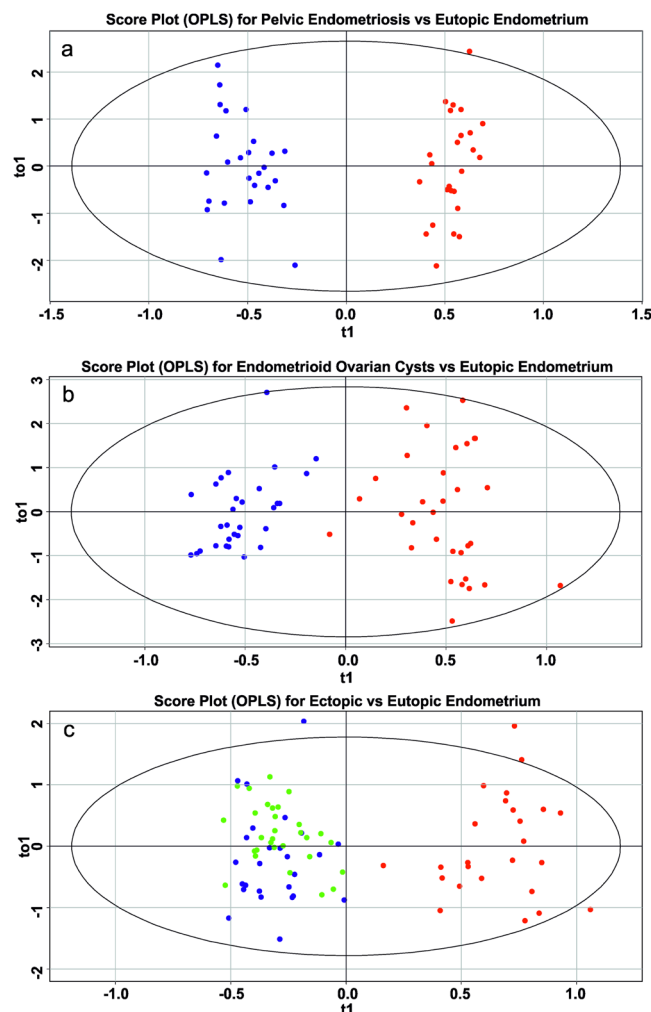 Score Plot (OPLS) for Pelvic Endometriosis vs Eutopic Endometrium
a
to1
2
1
0
-1
-2
-1.5
-1.0
-0.5
0.0
0.5
1.0
1.5
t1
Score Plot (OPLS) for Endometrioid Ovarian Cysts vs Eutopic Endometrium
b
to1
3
2
1
0
-1
-2
-3
-1.0
-0.5
0.0
0.5
1.0
t1
Score Plot (OPLS) for Ectopic vs Eutopic Endometrium
c
to1
2
1
0
-1
-2
-1.0
-0.5
0.0
0.5
1.0
t1